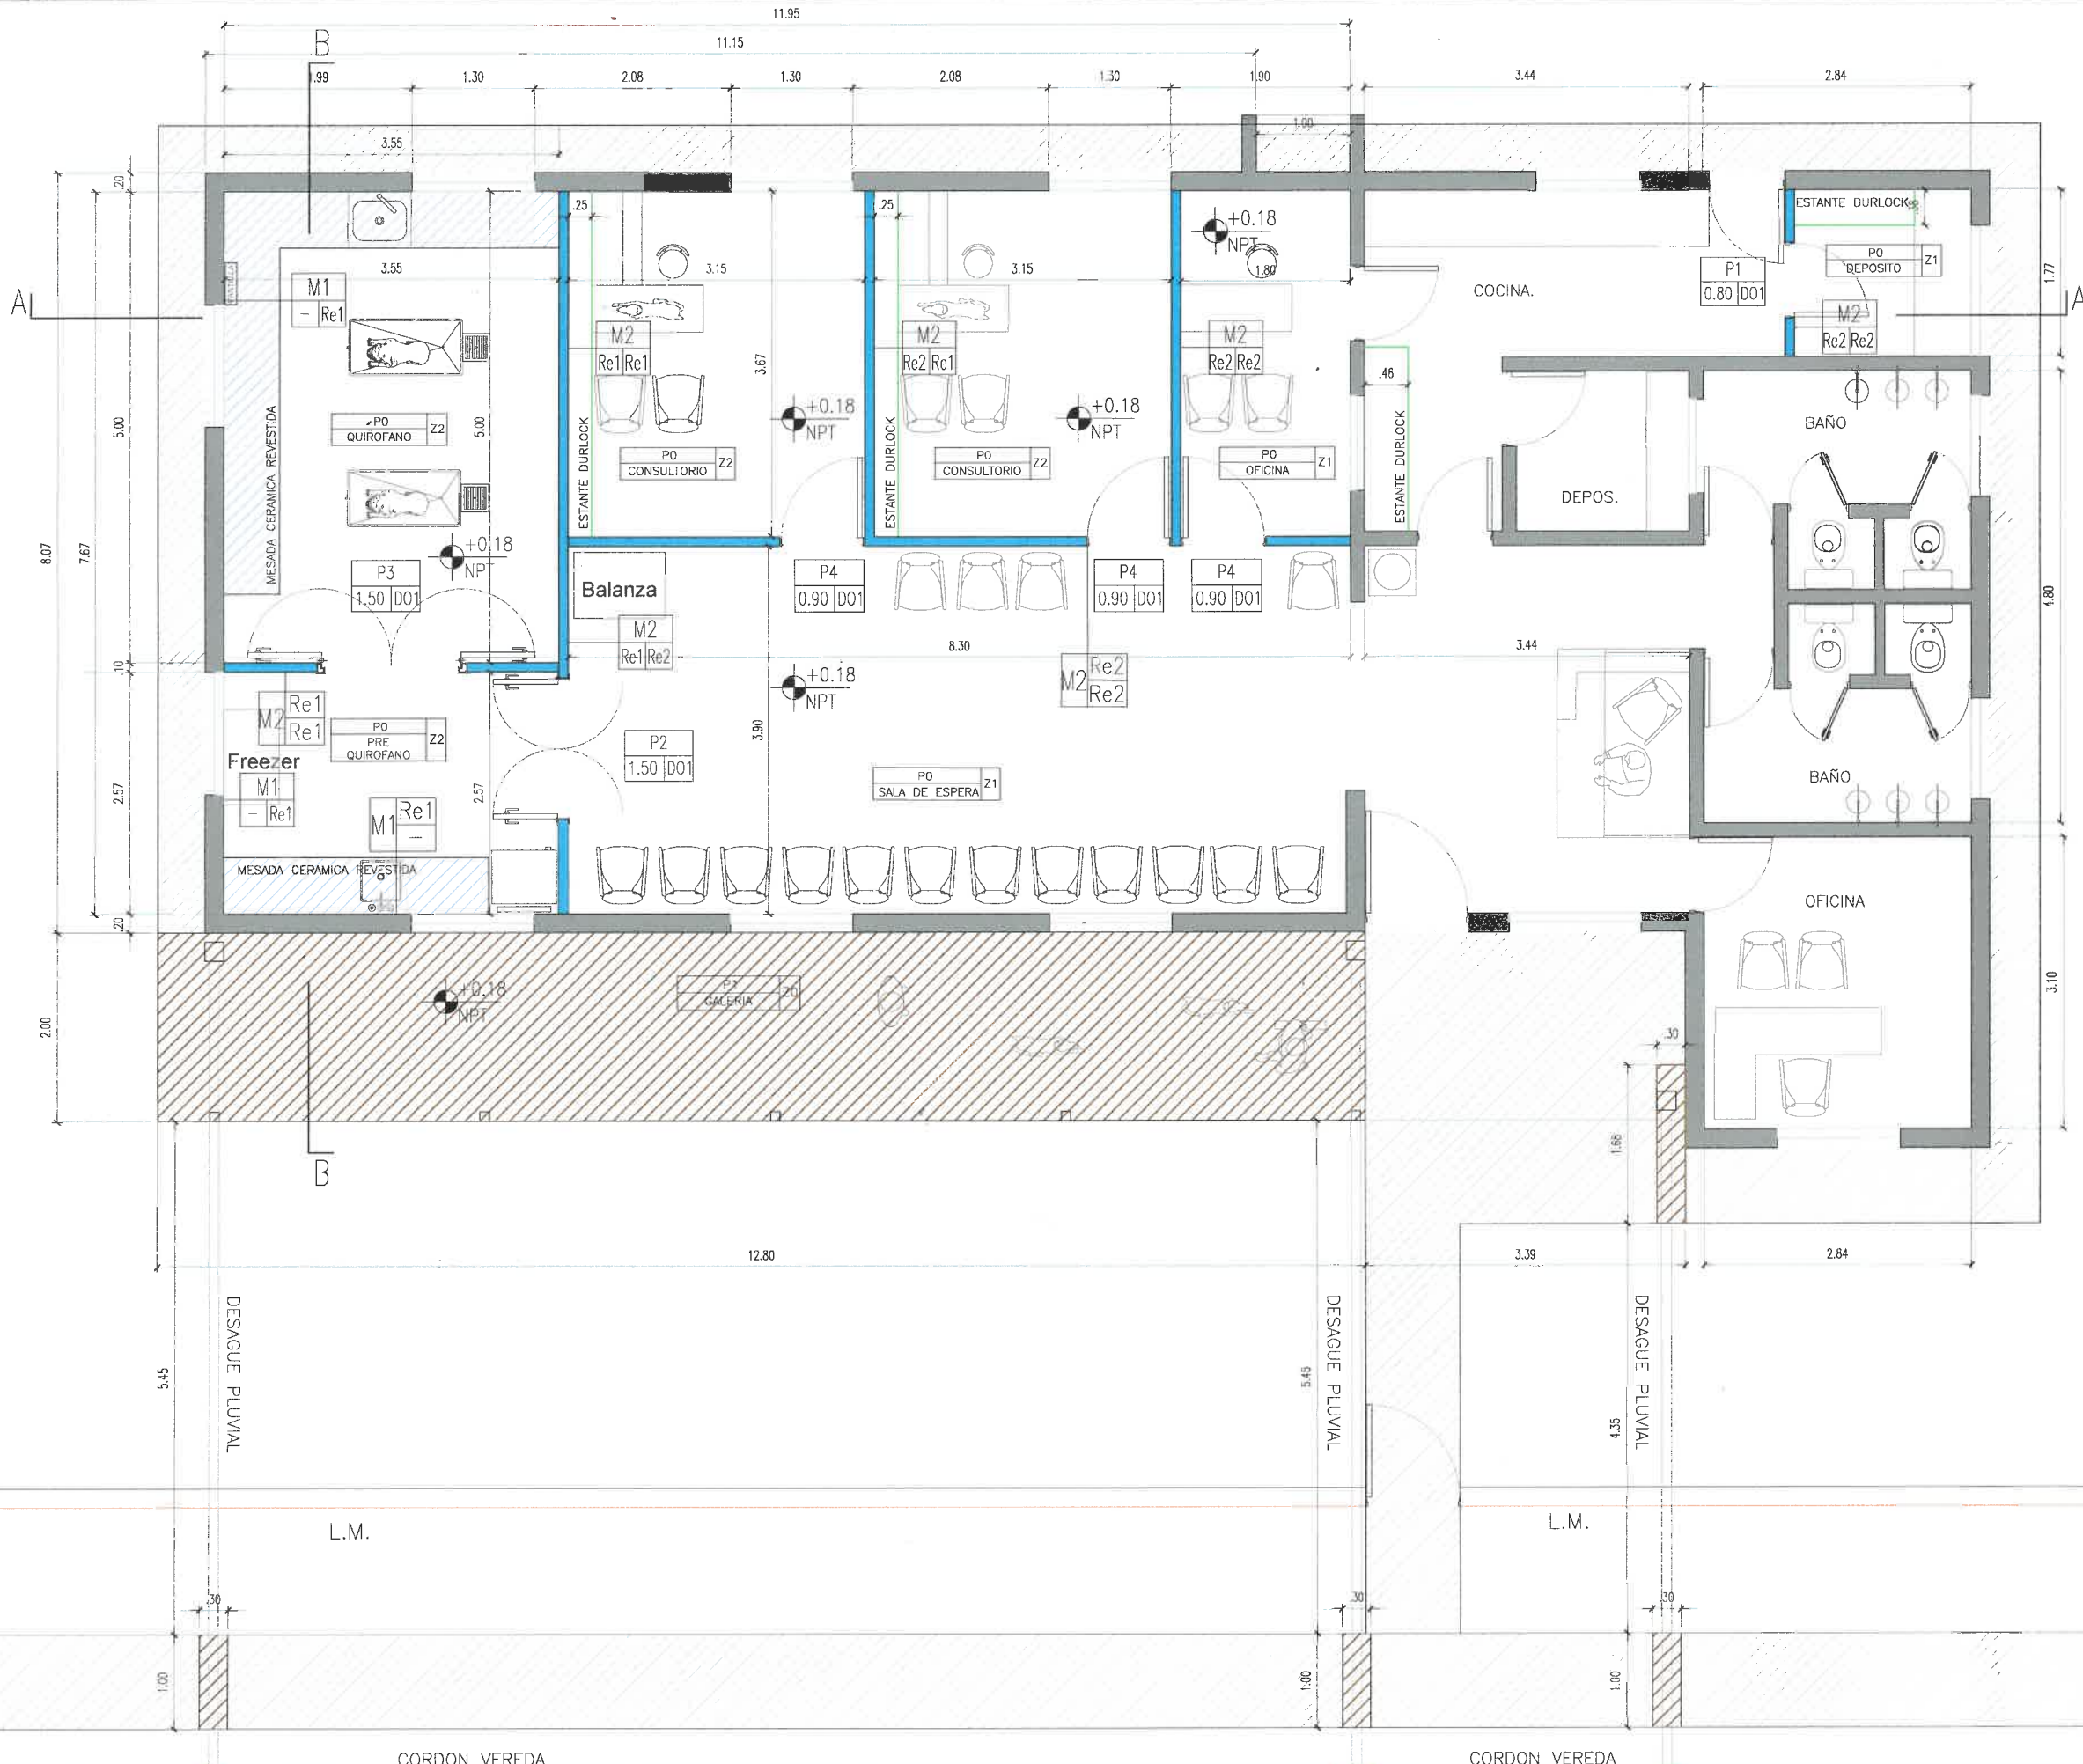 11.95
B
11.15
1.99
1.30
2.08
1.30
2.08
1.30
1.90
3.44
2.84
1.00
3.55
.20
.25
.25
+0.18
NPT
ESTANTE DURLOCK
.38
P0
DEPOSITO
Z1
3.55
3.15
3.15
1.80
COCINA.
P1
0.80 D01
1.77
A
A
M1
- Re1
M2
Re1 Re1
M2
Re2 Re1
M2
Re2 Re2
M2
Re2 Re2
3.67
.46
5.00
8.07
7.67
MESADA CERAMICA REVESTIDA
P0
QUIROFANO
Z2
5.00
ESTANTE DURLOCK
+0.18
NPT
P0
CONSULTORIO
Z2
ESTANTE DURLOCK
+0.18
NPT
P0
CONSULTORIO
Z2
P0
OFICINA
Z1
ESTANTE DURLOCK
DEPOS.
BAÑO
+0.18
NPT
P3
1.50 D01
Balanza
P4
0.90 D01
P4
0.90 D01
P4
0.90 D01
4.80
M2
Re1 Re2
8.30
3.44
.10
+0.18
NPT
M2
Re2
Re2
M2
Re1
Re1
P0
PRE
QUIROFANO
Z2
3.90
P2
1.50 D01
Freezer
M1
- Re1
2.57
2.57
P0
SALA DE ESPERA
Z1
BAÑO
M1
Re1
-
MESADA CERAMICA REVESTIDA
.20
OFICINA
3.10
2.00
+0.18
NPT
P1
GALERIA
Z0
.30
1.68
B
12.80
3.39
2.84
DESAGUE PLUVIAL
DESAGUE PLUVIAL
DESAGUE PLUVIAL
5.45
5.45
4.35
L.M.
L.M.
.30
.30
.30
1.00
1.00
1.00
CORDON VEREDA
CORDON VEREDA